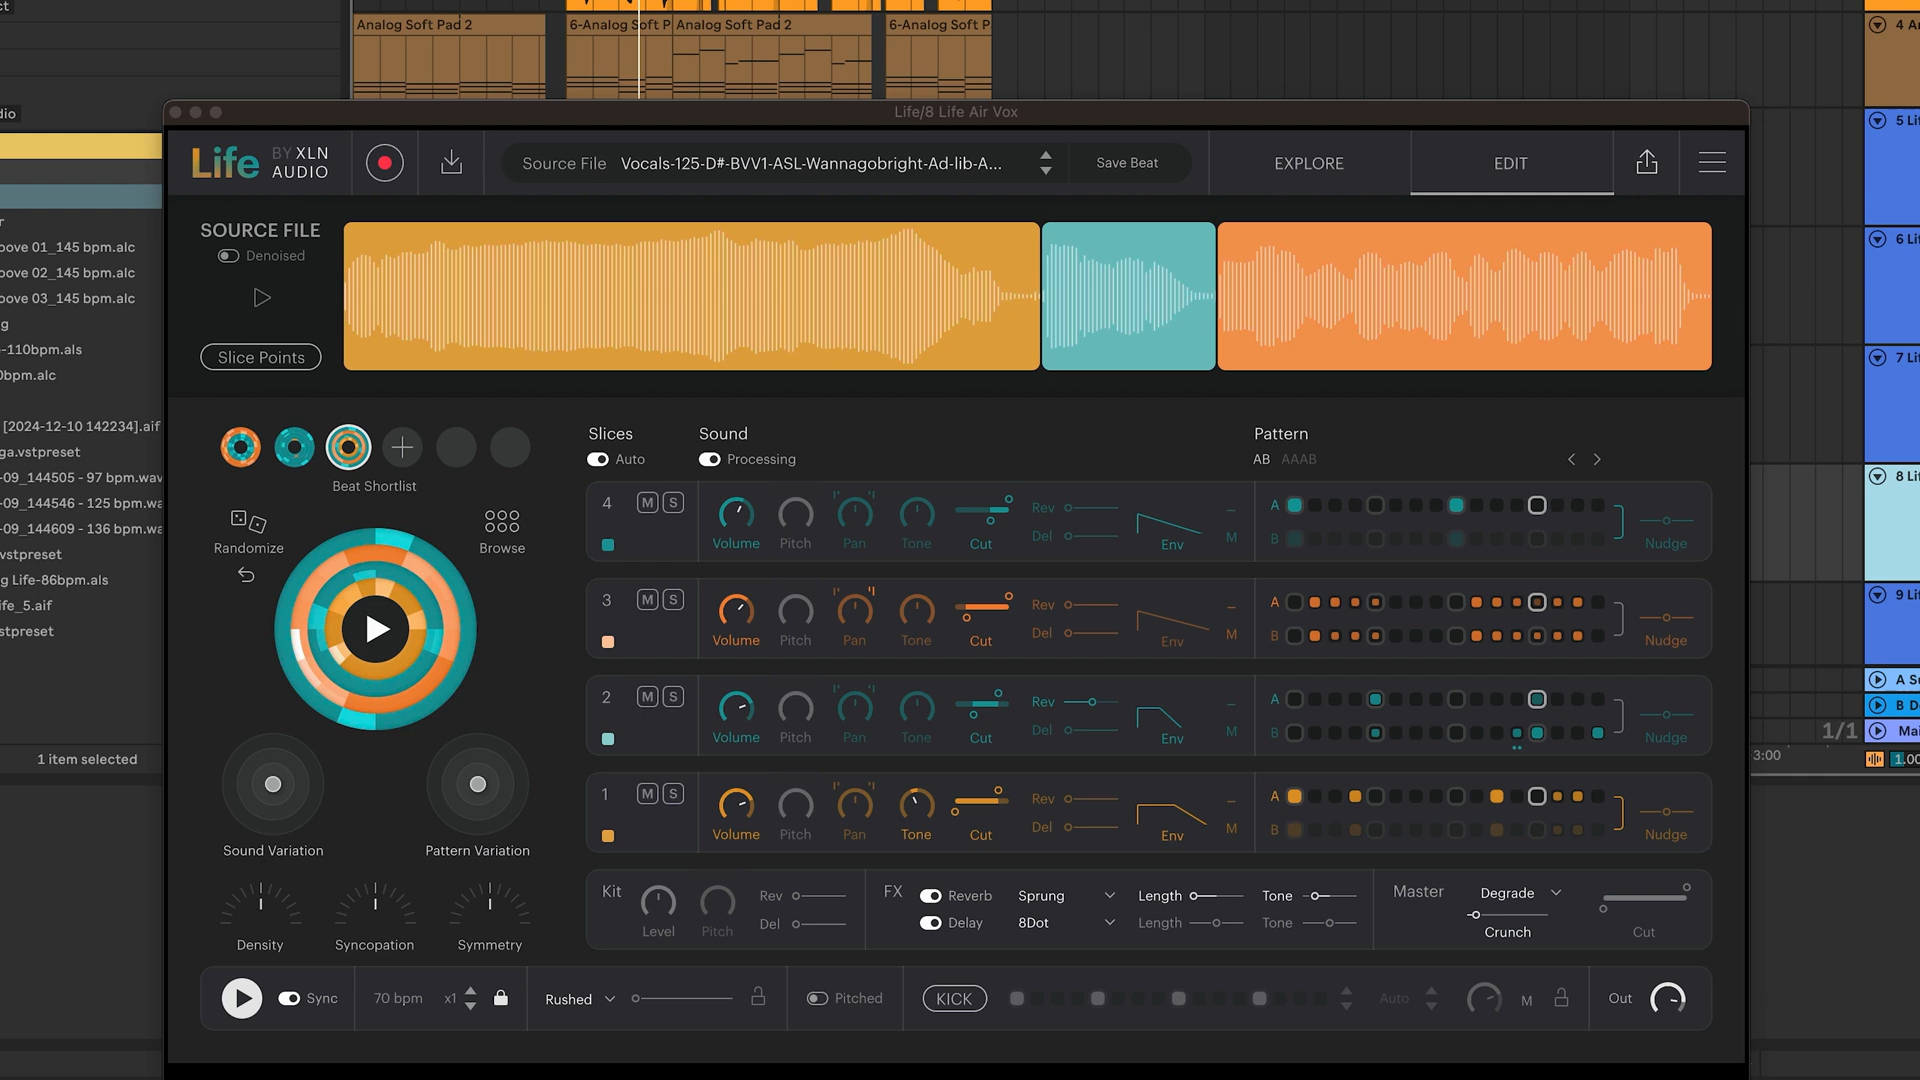 ct
Analog Soft Pad 2
6-Analog Soft P
Analog Soft Pad 2
6-Analog Soft P
4 An
dio
Life/8 Life Air Vox
5 Lif
Life BY XLN AUDIO
Source File Vocals-125-D#-BVV1-ASL-Wannagobright-Ad-lib-A...
Save Beat
EXPLORE
EDIT
r
SOURCE FILE
6 Lif
oove 01_145 bpm.alc
Denoised
oove 02_145 bpm.alc
oove 03_145 bpm.alc
g
-110bpm.als
Slice Points
7 Lif
0bpm.alc
[2024-12-10 142234].aif
ga.vstpreset
-09_144505 - 97 bpm.wav
-09_144546 - 125 bpm.wa
-09_144609 - 136 bpm.wa
vstpreset
g Life-86bpm.als
ife_5.aif
stpreset
1 item selected
Beat Shortlist
Randomize
Browse
Sound Variation
Pattern Variation
Density
Syncopation
Symmetry
Slices
Auto
Sound
Processing
Pattern
AB AAAB
8 Lif
4 M S
Volume Pitch Pan Tone Cut
Rev
Del
Env
M
A
B
Nudge
3 M S
Volume Pitch Pan Tone Cut
Rev
Del
Env
M
A
B
Nudge
9 Lif
2 M S
Volume Pitch Pan Tone Cut
Rev
Del
Env
M
A
B
Nudge
A Su
B De
1/1 Mai
3:00
1.00
1 M S
Volume Pitch Pan Tone Cut
Rev
Del
Env
M
A
B
Nudge
Kit
Level
Pitch
Rev
Del
FX
Reverb Sprung Length Tone
Delay 8Dot Length Tone
Master
Degrade
Crunch
Cut
Sync
70 bpm
x1
Rushed
Pitched
KICK
Auto
M
Out